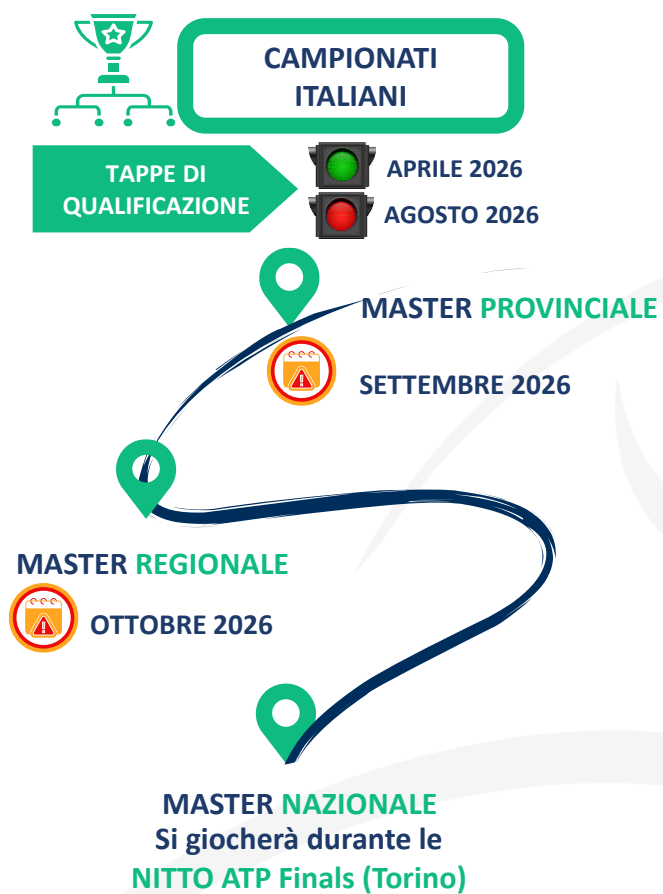 CAMPIONATI
ITALIANI
TAPPE DI
QUALIFICAZIONE
APRILE 2026
AGOSTO 2026
MASTER PROVINCIALE
SETTEMBRE 2026
MASTER REGIONALE
OTTOBRE 2026
MASTER NAZIONALE
Si giocherà durante le
NITTO ATP Finals (Torino)